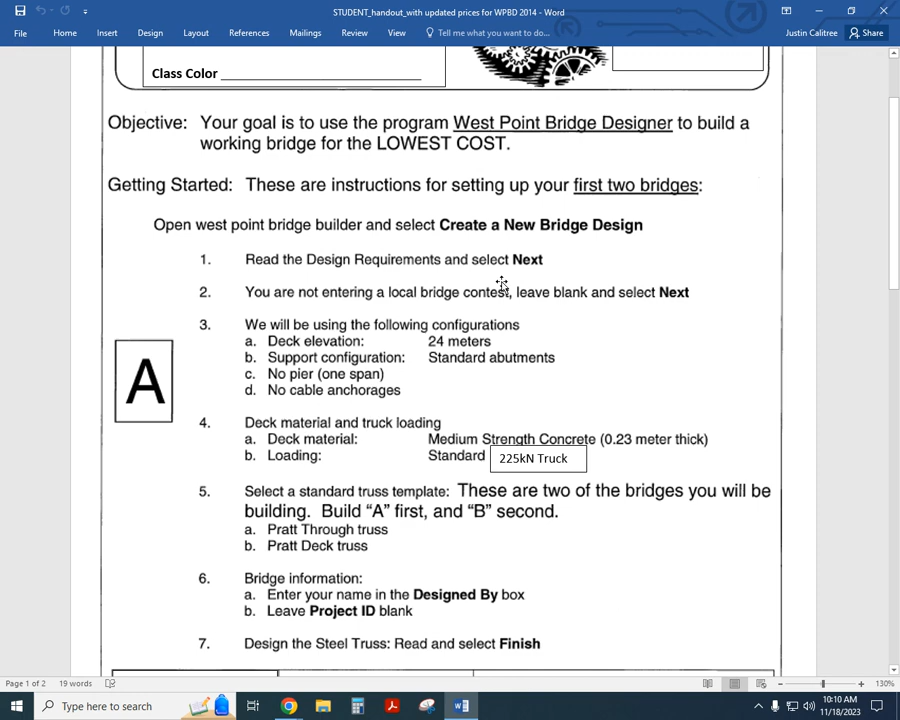 STUDENT_handout_with updated prices for WPBD 2014 - Word
File Home Insert Design Layout References Mailings Review View Tell me what you want to do... Justin Calitree Share
Class Color
Objective: Your goal is to use the program West Point Bridge Designer to build a
working bridge for the LOWEST COST.
Getting Started: These are instructions for setting up your first two bridges:
Open west point bridge builder and select Create a New Bridge Design
1. Read the Design Requirements and select Next
2. You are not entering a local bridge contest, leave blank and select Next
3. We will be using the following configurations
a. Deck elevation: 24 meters
b. Support configuration: Standard abutments
c. No pier (one span)
d. No cable anchorages
A
4. Deck material and truck loading
a. Deck material: Medium Strength Concrete (0.23 meter thick)
b. Loading: Standard 225kN Truck
5. Select a standard truss template: These are two of the bridges you will be
building. Build “A” first, and “B” second.
a. Pratt Through truss
b. Pratt Deck truss
6. Bridge information:
a. Enter your name in the Designed By box
b. Leave Project ID blank
7. Design the Steel Truss: Read and select Finish
Page 1 of 2 19 words 130%
Type here to search 10:10 AM
11/18/2023